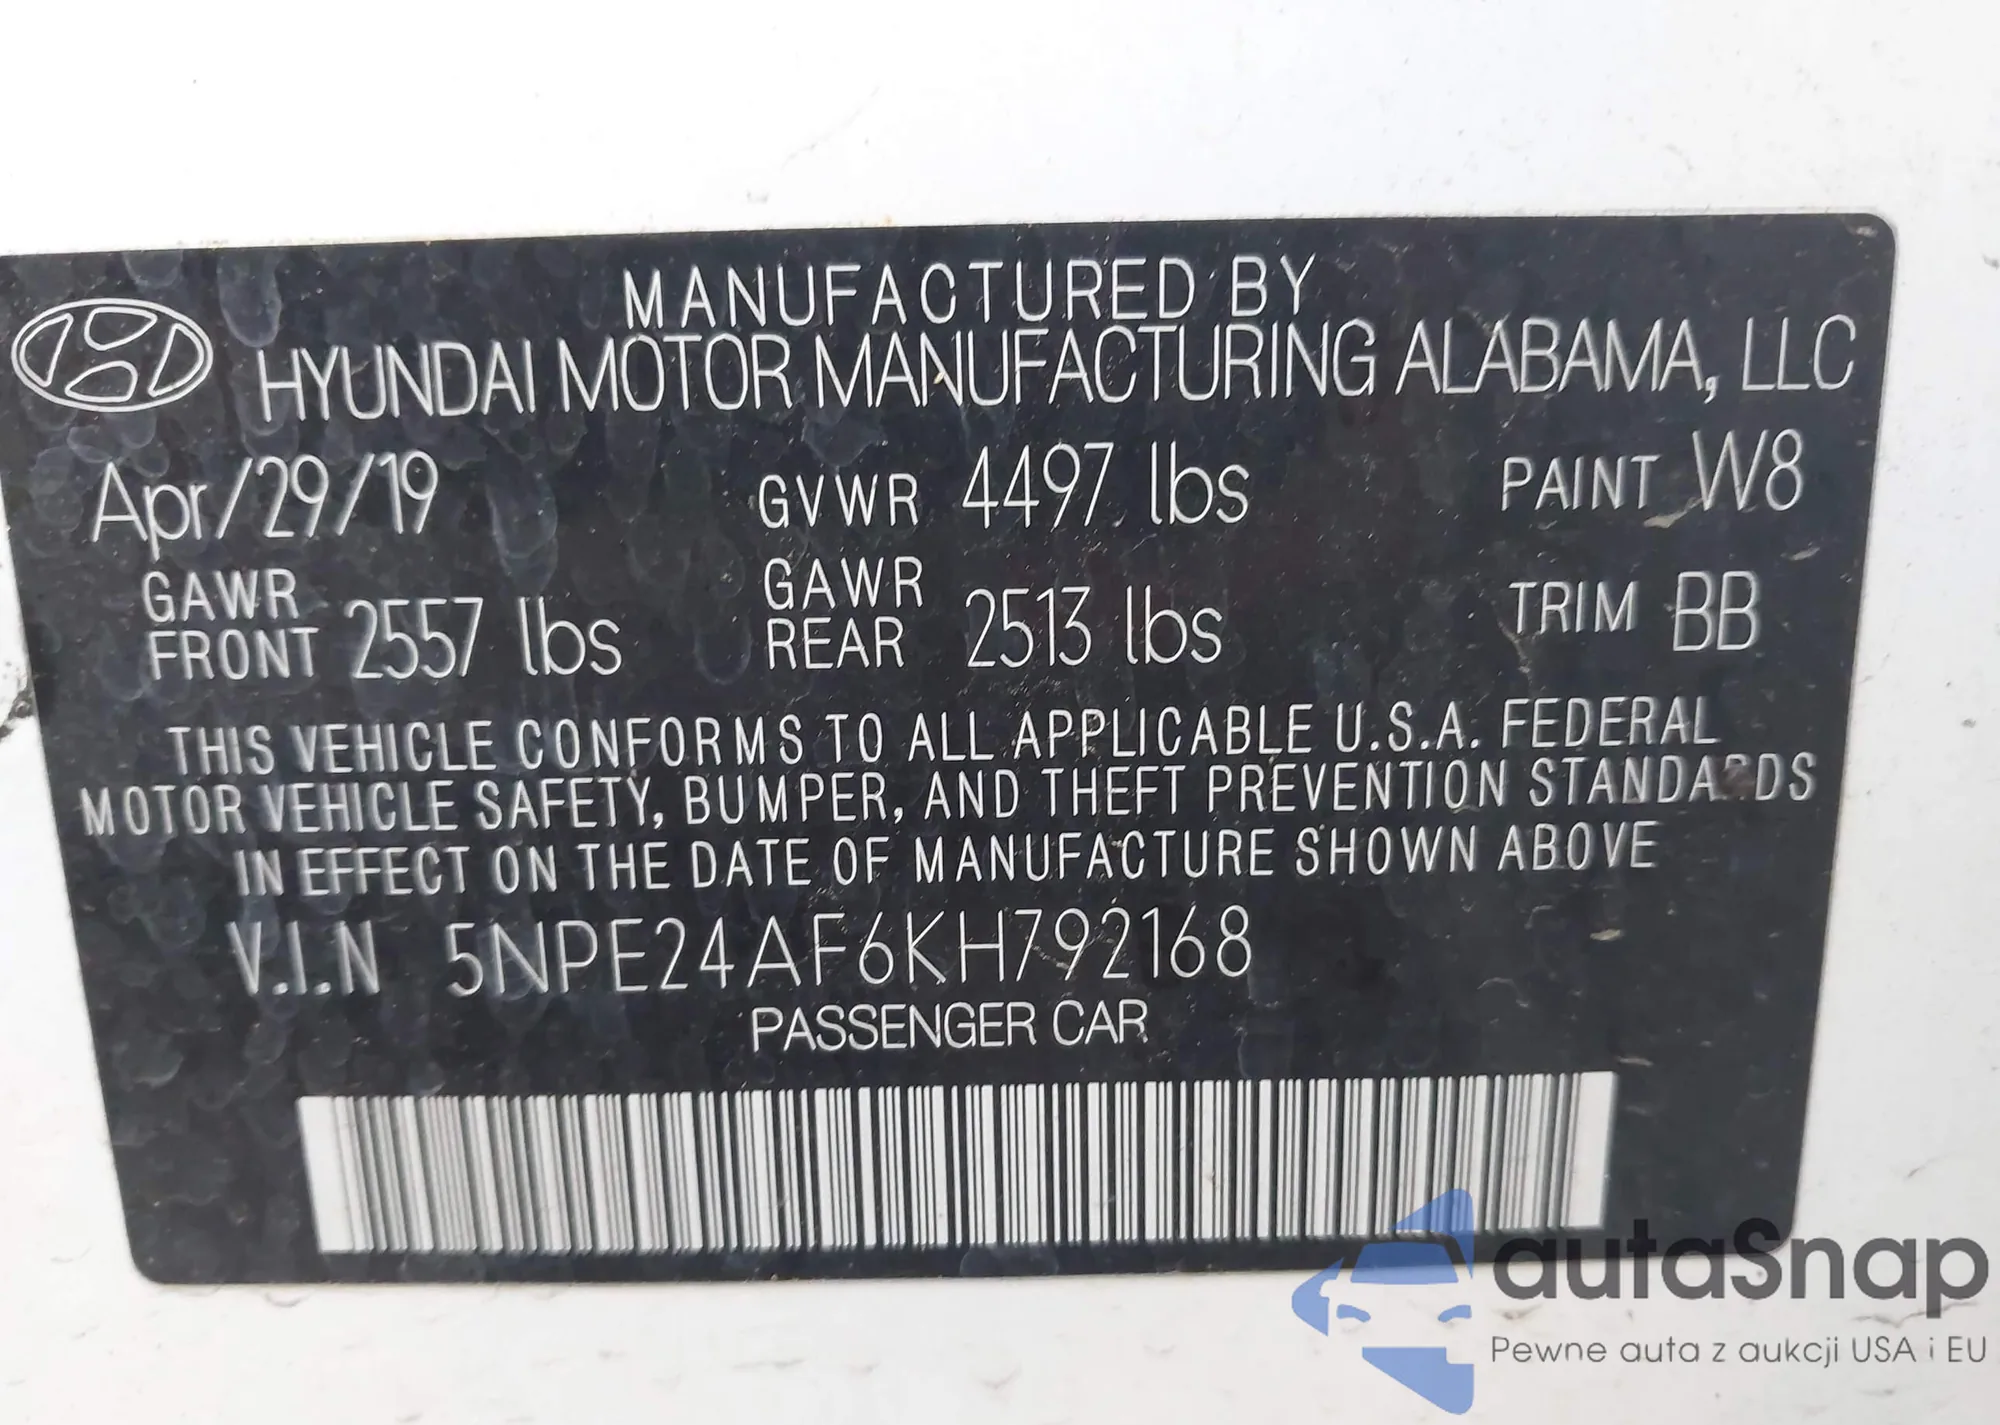 MANUFACTURED BY
HYUNDAI MOTOR MANUFACTURING ALABAMA, LLC
Apr/29/19 GVWR 4497 lbs PAINT W8
GAWR FRONT 2557 lbs GAWR REAR 2513 lbs TRIM BB
THIS VEHICLE CONFORMS TO ALL APPLICABLE U.S.A. FEDERAL
MOTOR VEHICLE SAFETY, BUMPER, AND THEFT PREVENTION STANDARDS
IN EFFECT ON THE DATE OF MANUFACTURE SHOWN ABOVE
V.I.N 5NPE24AF6KH792168
PASSENGER CAR
autaSnap
Pewne auta z aukcji USA i EU